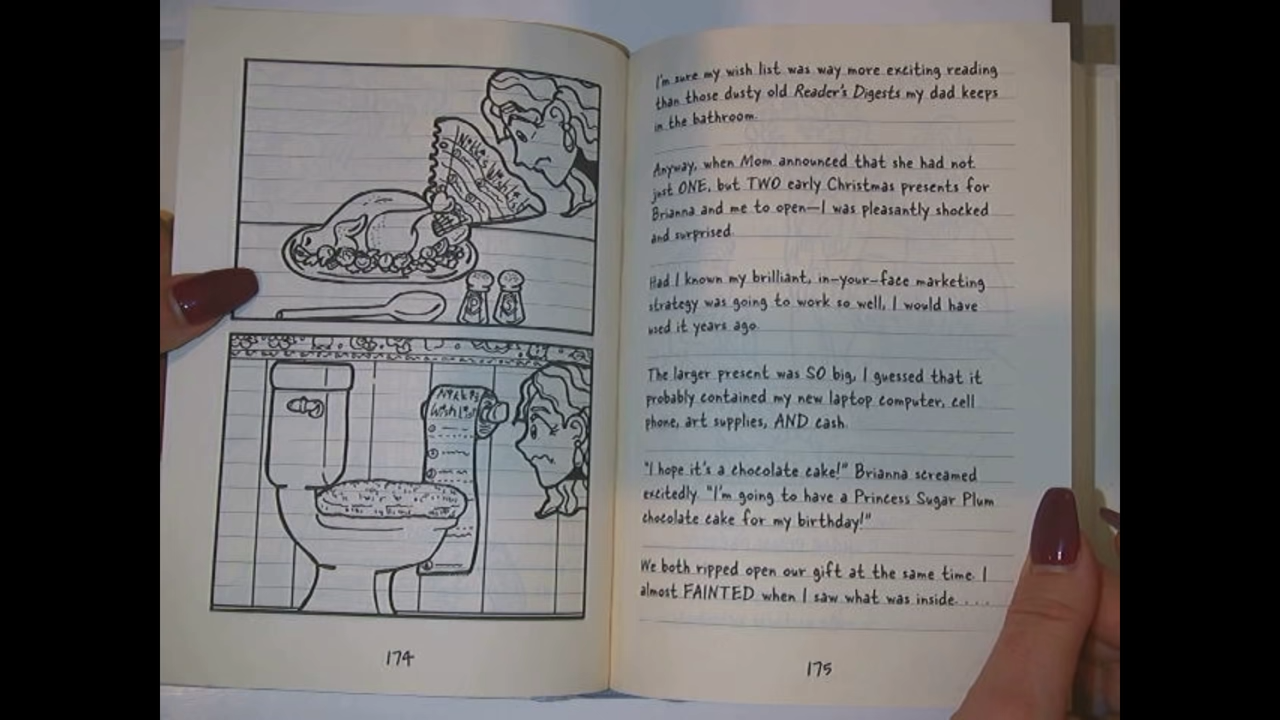 Nikki's Wish List
P
S
Nikki's
Wish List
174
I'm sure my wish list was way more exciting reading
than those dusty old Reader's Digests my dad keeps
in the bathroom.
Anyway, when Mom announced that she had not
just ONE, but TWO early Christmas presents for
Brianna and me to open—I was pleasantly shocked
and surprised.
Had I known my brilliant, in-your-face marketing
strategy was going to work so well, I would have
used it years ago.
The larger present was SO big, I guessed that it
probably contained my new laptop computer, cell
phone, art supplies, AND cash.
"I hope it's a chocolate cake!" Brianna screamed
excitedly. "I'm going to have a Princess Sugar Plum
chocolate cake for my birthday!"
We both ripped open our gift at the same time. I
almost FAINTED when I saw what was inside. . . .
175